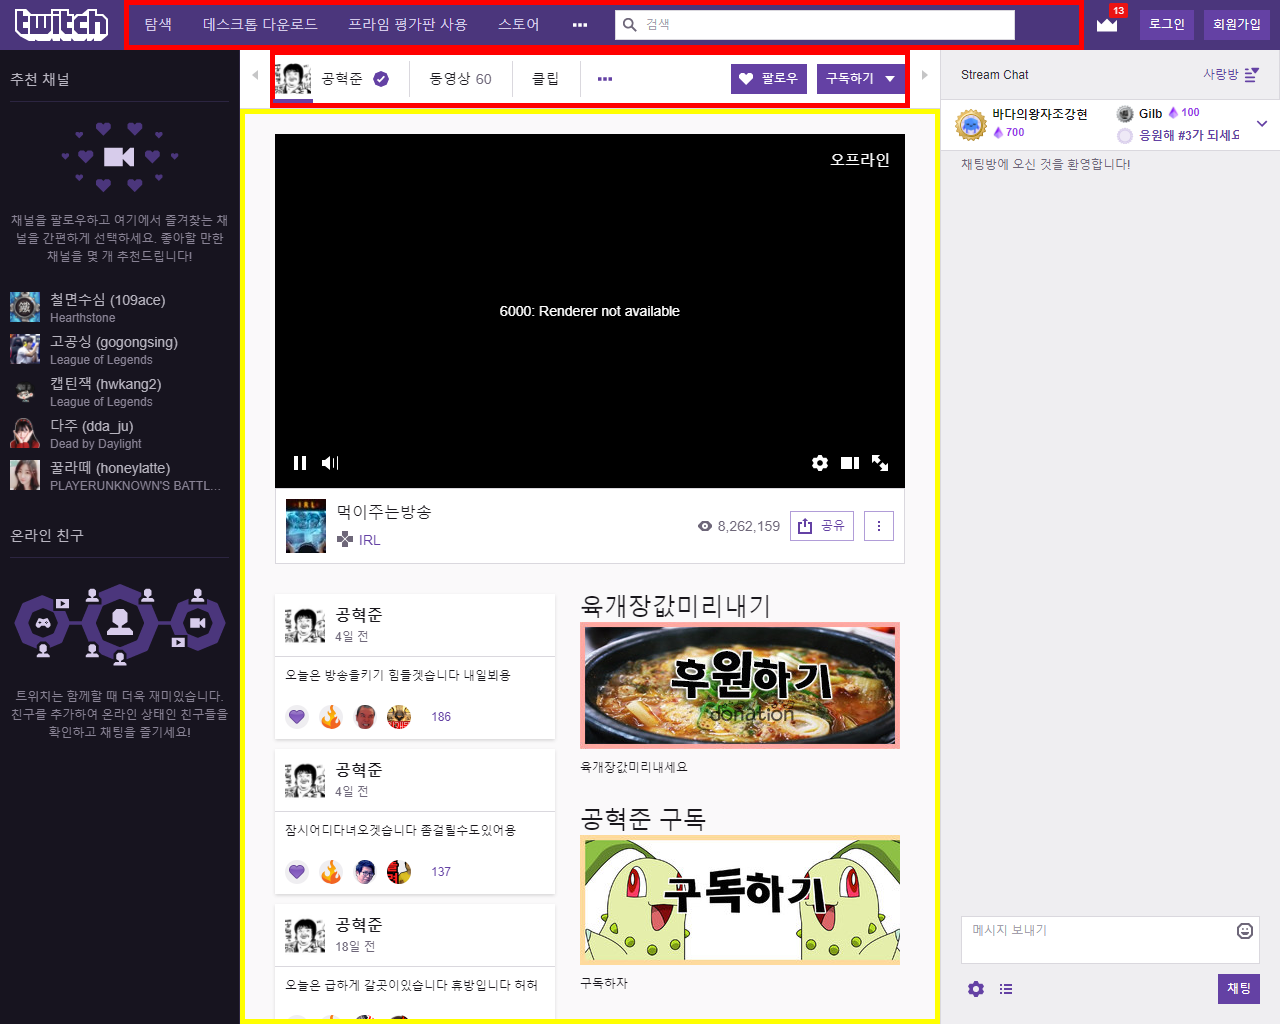 twitch
탐색
데스크톱 다운로드
프라임 평가판 사용
스토어
검색
13
로그인
회원가입
추천 채널
채널을 팔로우하고 여기에서 즐겨찾는 채
널을 간편하게 선택하세요. 좋아할 만한
채널을 몇 개 추천드립니다!
철면수심 (109ace)
Hearthstone
고공싱 (gogongsing)
League of Legends
캡틴잭 (hwkang2)
League of Legends
다주 (dda_ju)
Dead by Daylight
꿀라떼 (honeylatte)
PLAYERUNKNOWN'S BATTL...
온라인 친구
트위치는 함께할 때 더욱 재미있습니다.
친구를 추가하여 온라인 상태인 친구들을
확인하고 채팅을 즐기세요!
공혁준
동영상 60
클립
팔로우
구독하기
오프라인
6000: Renderer not available
IRL
먹이주는방송
IRL
8,262,159
공유
공혁준
4일 전
오늘은 방송을키기 힘들겟습니다 내일뵈용
186
공혁준
4일 전
잠시어디다녀오겟습니다 좀걸릴수도있어용
137
공혁준
18일 전
오늘은 급하게 갈곳이있습니다 휴방입니다 허허
육개장값미리내기
후원하기
donation
육개장값미리내세요
공혁준 구독
구독하기
구독하자
Stream Chat
사랑방
바다의왕자조강현
700
Gilb 100
응원해 #3가 되세요
채팅방에 오신 것을 환영합니다!
메시지 보내기
채팅